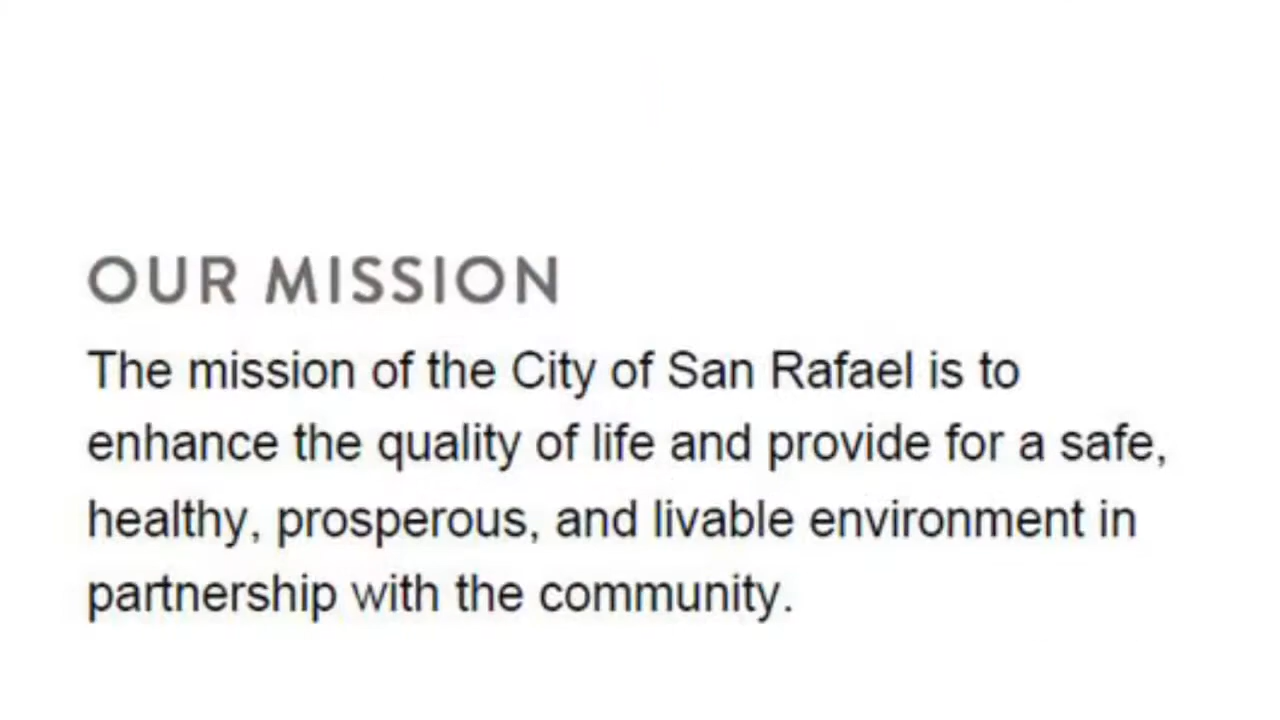 OUR MISSION
The mission of the City of San Rafael is to
enhance the quality of life and provide for a safe,
healthy, prosperous, and livable environment in
partnership with the community.